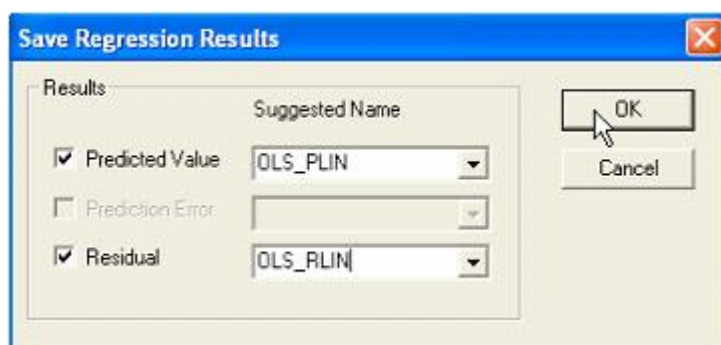 Save Regression Results
Results
Suggested Name
OK
Predicted Value OLS_PLIN
Cancel
Prediction Error
Residual OLS_RLIN